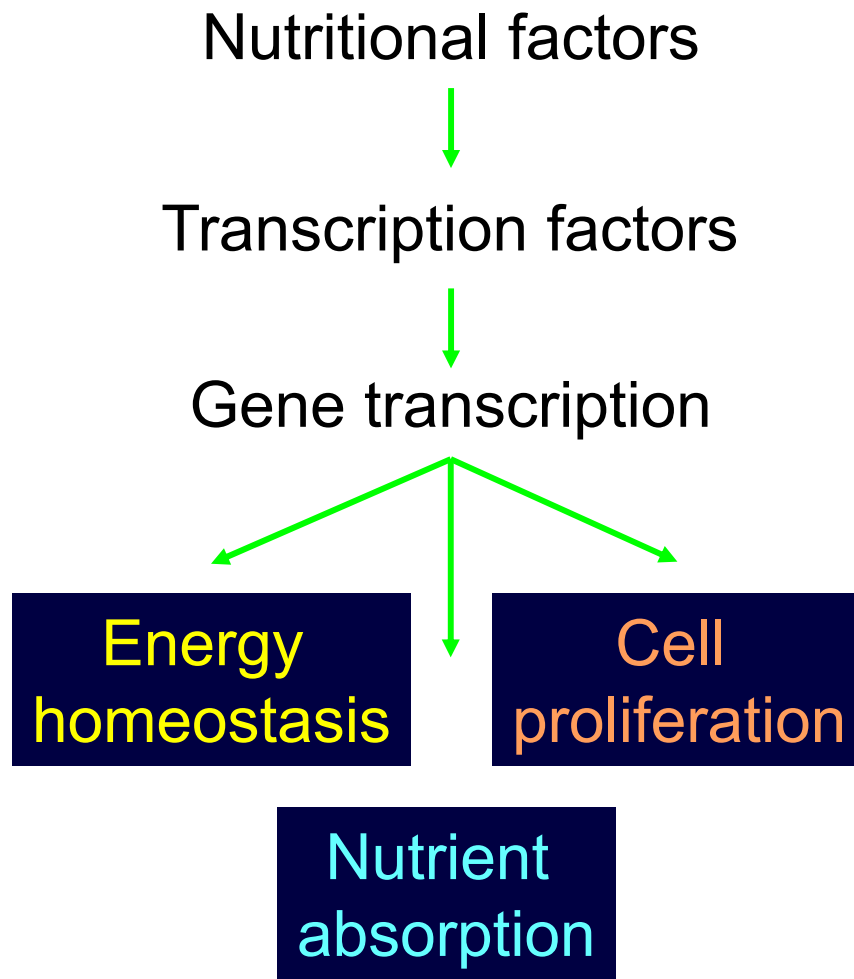 Nutritional factors
Transcription factors
Gene transcription
Energy
homeostasis
Cell
proliferation
Nutrient
absorption